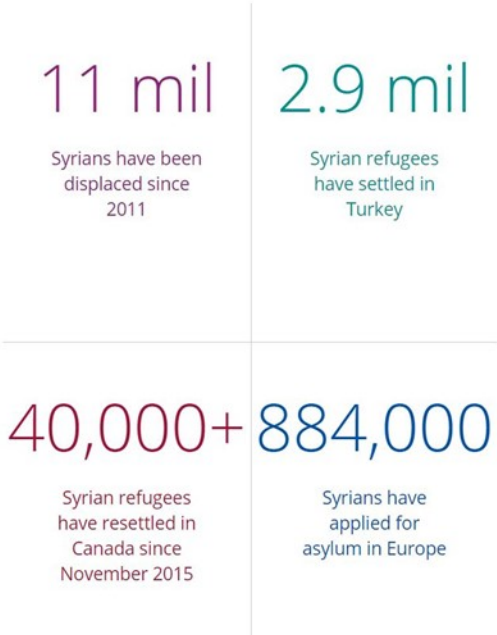 11 mil
Syrians have been
displaced since
2011
2.9 mil
Syrian refugees
have settled in
Turkey
40,000+
Syrian refugees
have resettled in
Canada since
November 2015
884,000
Syrians have
applied for
asylum in Europe